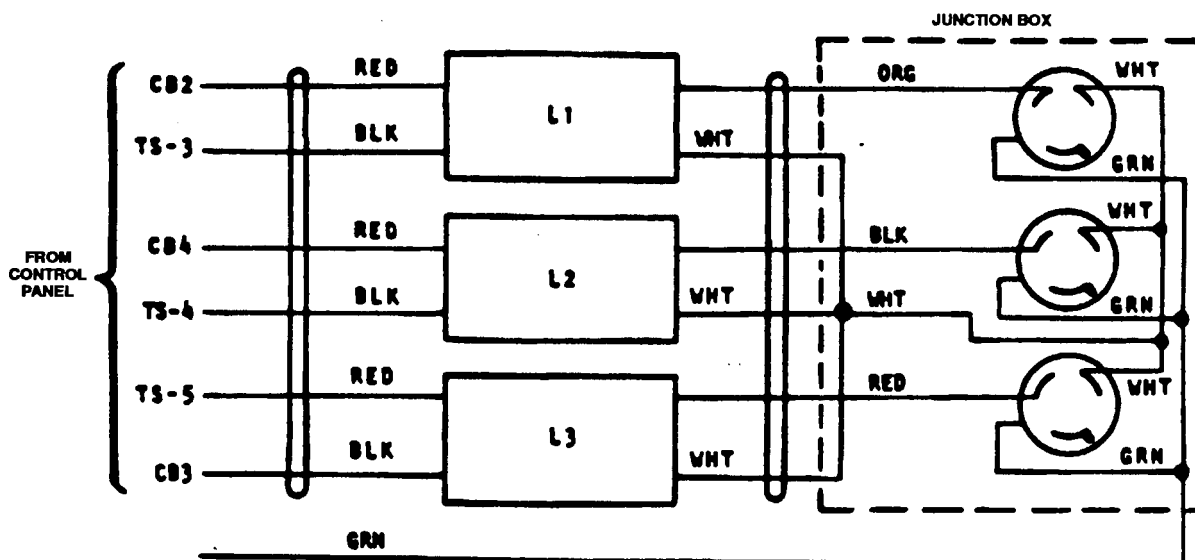 JUNCTION BOX
CB2 RED ORG WHT
L1
TS-3 BLK WHT
GRN
WHT
CB4 RED BLK
FROM
CONTROL
PANEL
L2
TS-4 BLK WHT WHT GRN
TS-5 RED RED WHT
L3
CB3 BLK WHT GRN
GRN